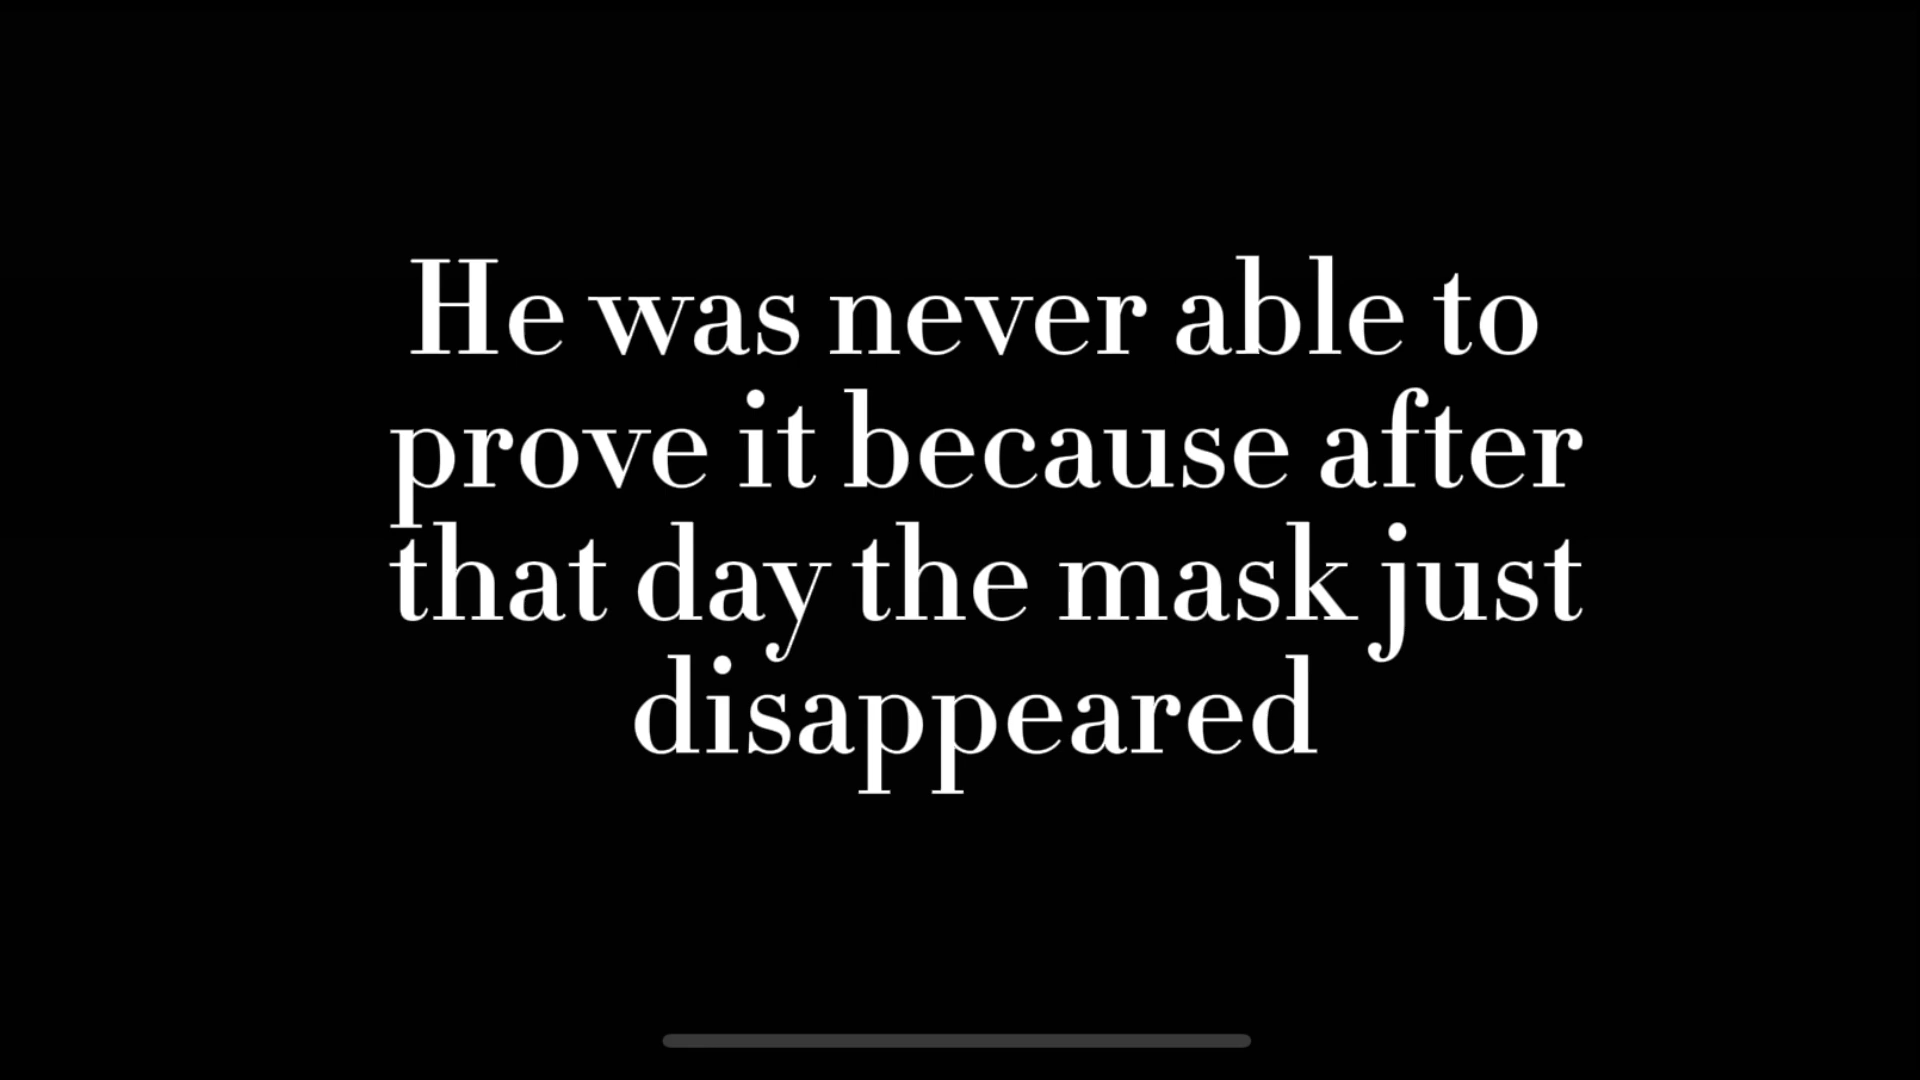 He was never able to
prove it because after
that day the mask just
disappeared